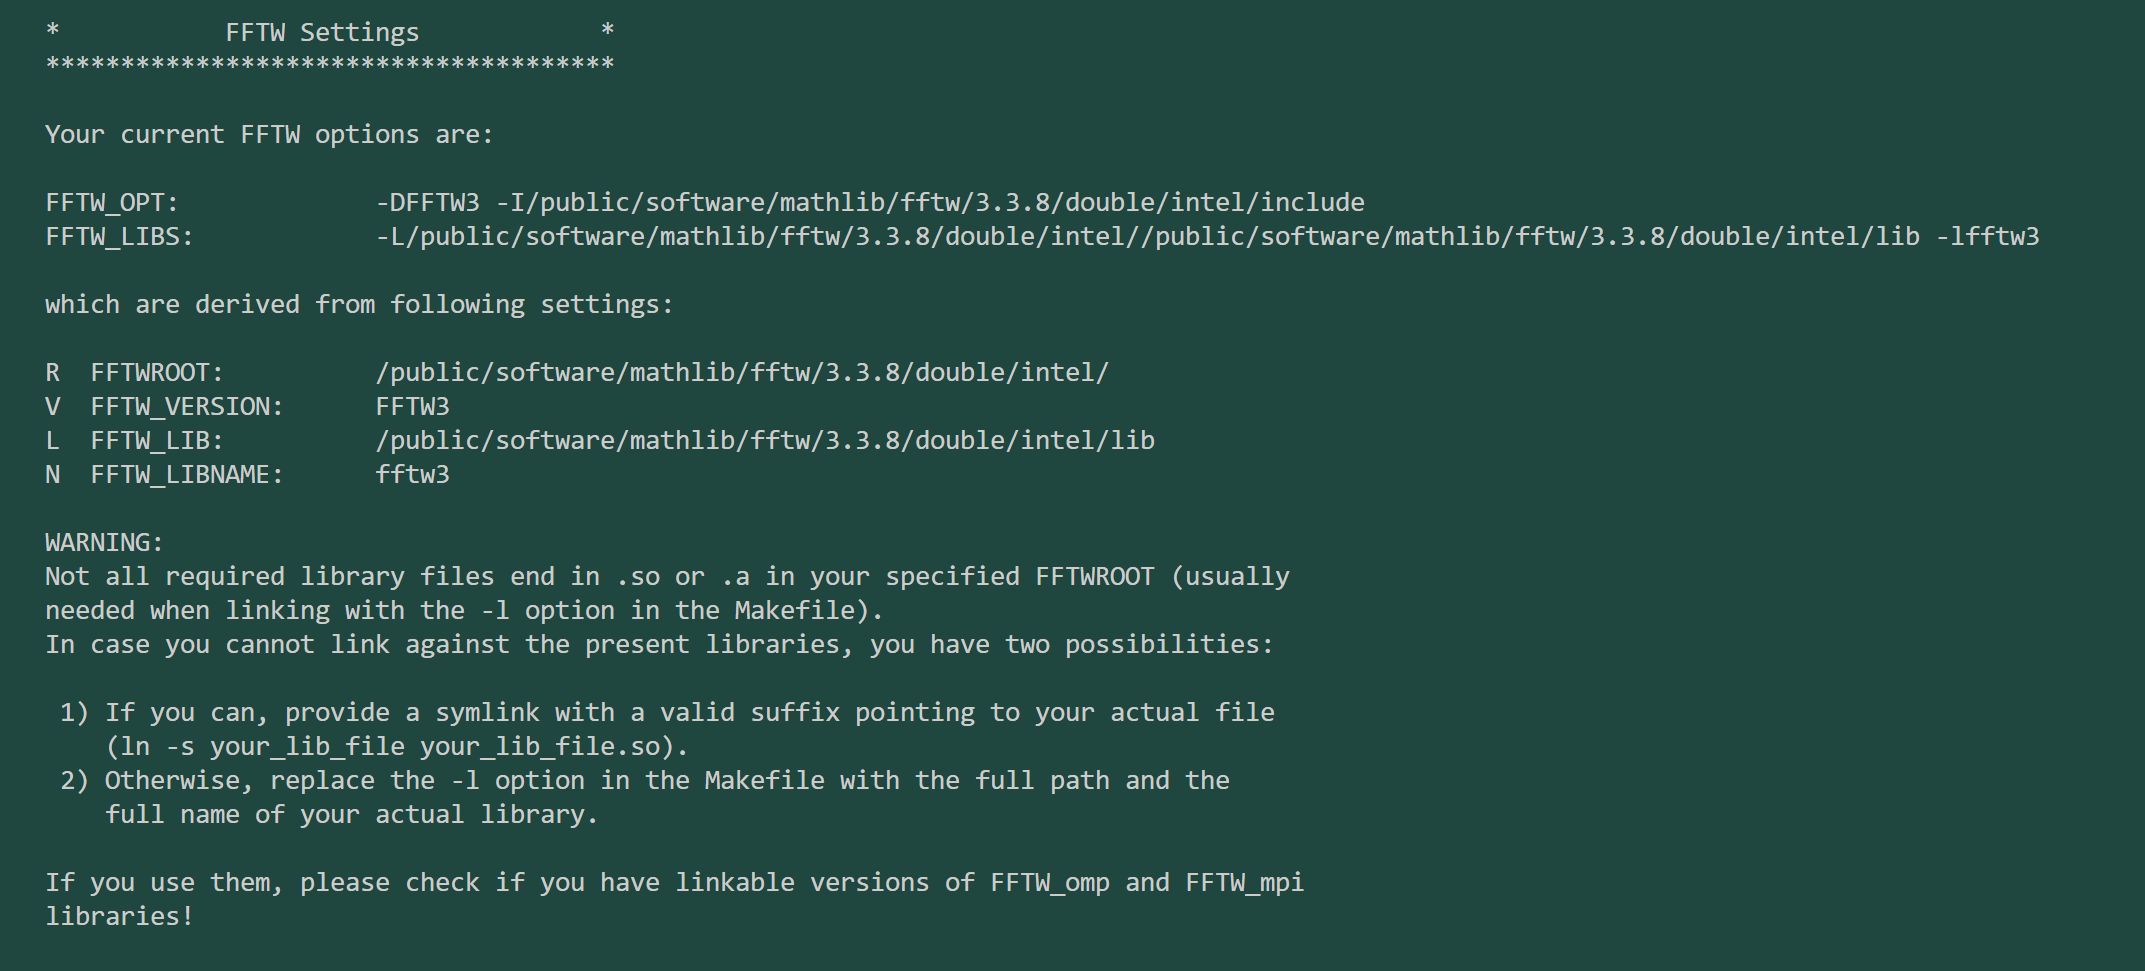 *           FFTW Settings            *
**************************************
Your current FFTW options are:
FFTW_OPT:             -DFFTW3 -I/public/software/mathlib/fftw/3.3.8/double/intel/include
FFTW_LIBS:            -L/public/software/mathlib/fftw/3.3.8/double/intel//public/software/mathlib/fftw/3.3.8/double/intel/lib -lfftw3
which are derived from following settings:
R  FFTWROOT:          /public/software/mathlib/fftw/3.3.8/double/intel/
V  FFTW_VERSION:      FFTW3
L  FFTW_LIB:          /public/software/mathlib/fftw/3.3.8/double/intel/lib
N  FFTW_LIBNAME:      fftw3
WARNING:
Not all required library files end in .so or .a in your specified FFTWROOT (usually
needed when linking with the -l option in the Makefile).
In case you cannot link against the present libraries, you have two possibilities:
 1) If you can, provide a symlink with a valid suffix pointing to your actual file
    (ln -s your_lib_file your_lib_file.so).
 2) Otherwise, replace the -l option in the Makefile with the full path and the
    full name of your actual library.
If you use them, please check if you have linkable versions of FFTW_omp and FFTW_mpi
libraries!